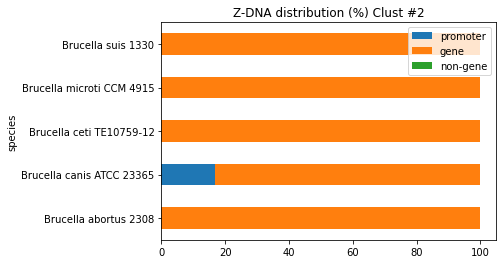 Z-DNA distribution (%) Clust #2
promoter
gene
non-gene
species
Brucella suis 1330
Brucella microti CCM 4915
Brucella ceti TE10759-12
Brucella canis ATCC 23365
Brucella abortus 2308
0 20 40 60 80 100